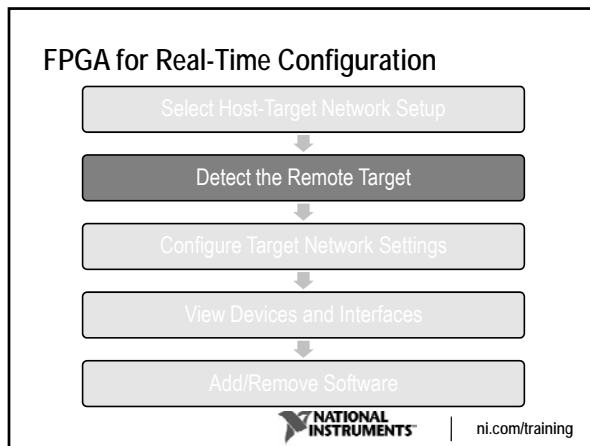 FPGA for Real-Time Configuration
Select Host-Target Network Setup
Detect the Remote Target
Configure Target Network Settings
View Devices and Interfaces
Add/Remove Software
NATIONAL
INSTRUMENTS™
ni.com/training